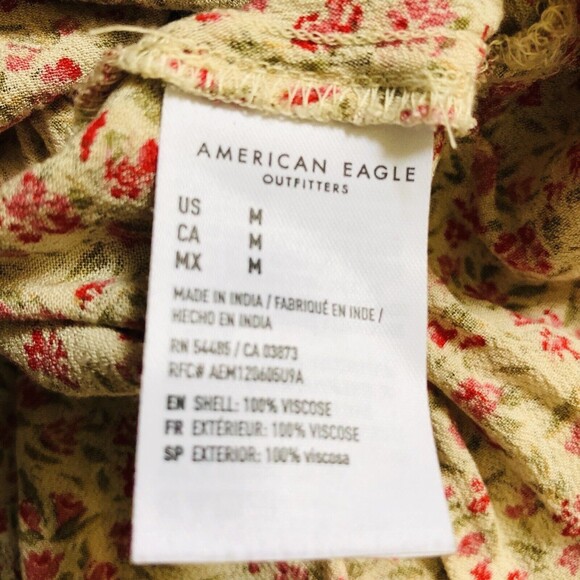 AMERICAN EAGLE
OUTFITTERS
US M
CA M
MX M
MADE IN INDIA / FABRIQUÉ EN INDE /
HECHO EN INDIA
RN 54485 / CA 03873
RFC# AEM120605U9A
EN SHELL: 100% VISCOSE
FR EXTÉRIEUR: 100% VISCOSE
SP EXTERIOR: 100% viscosa